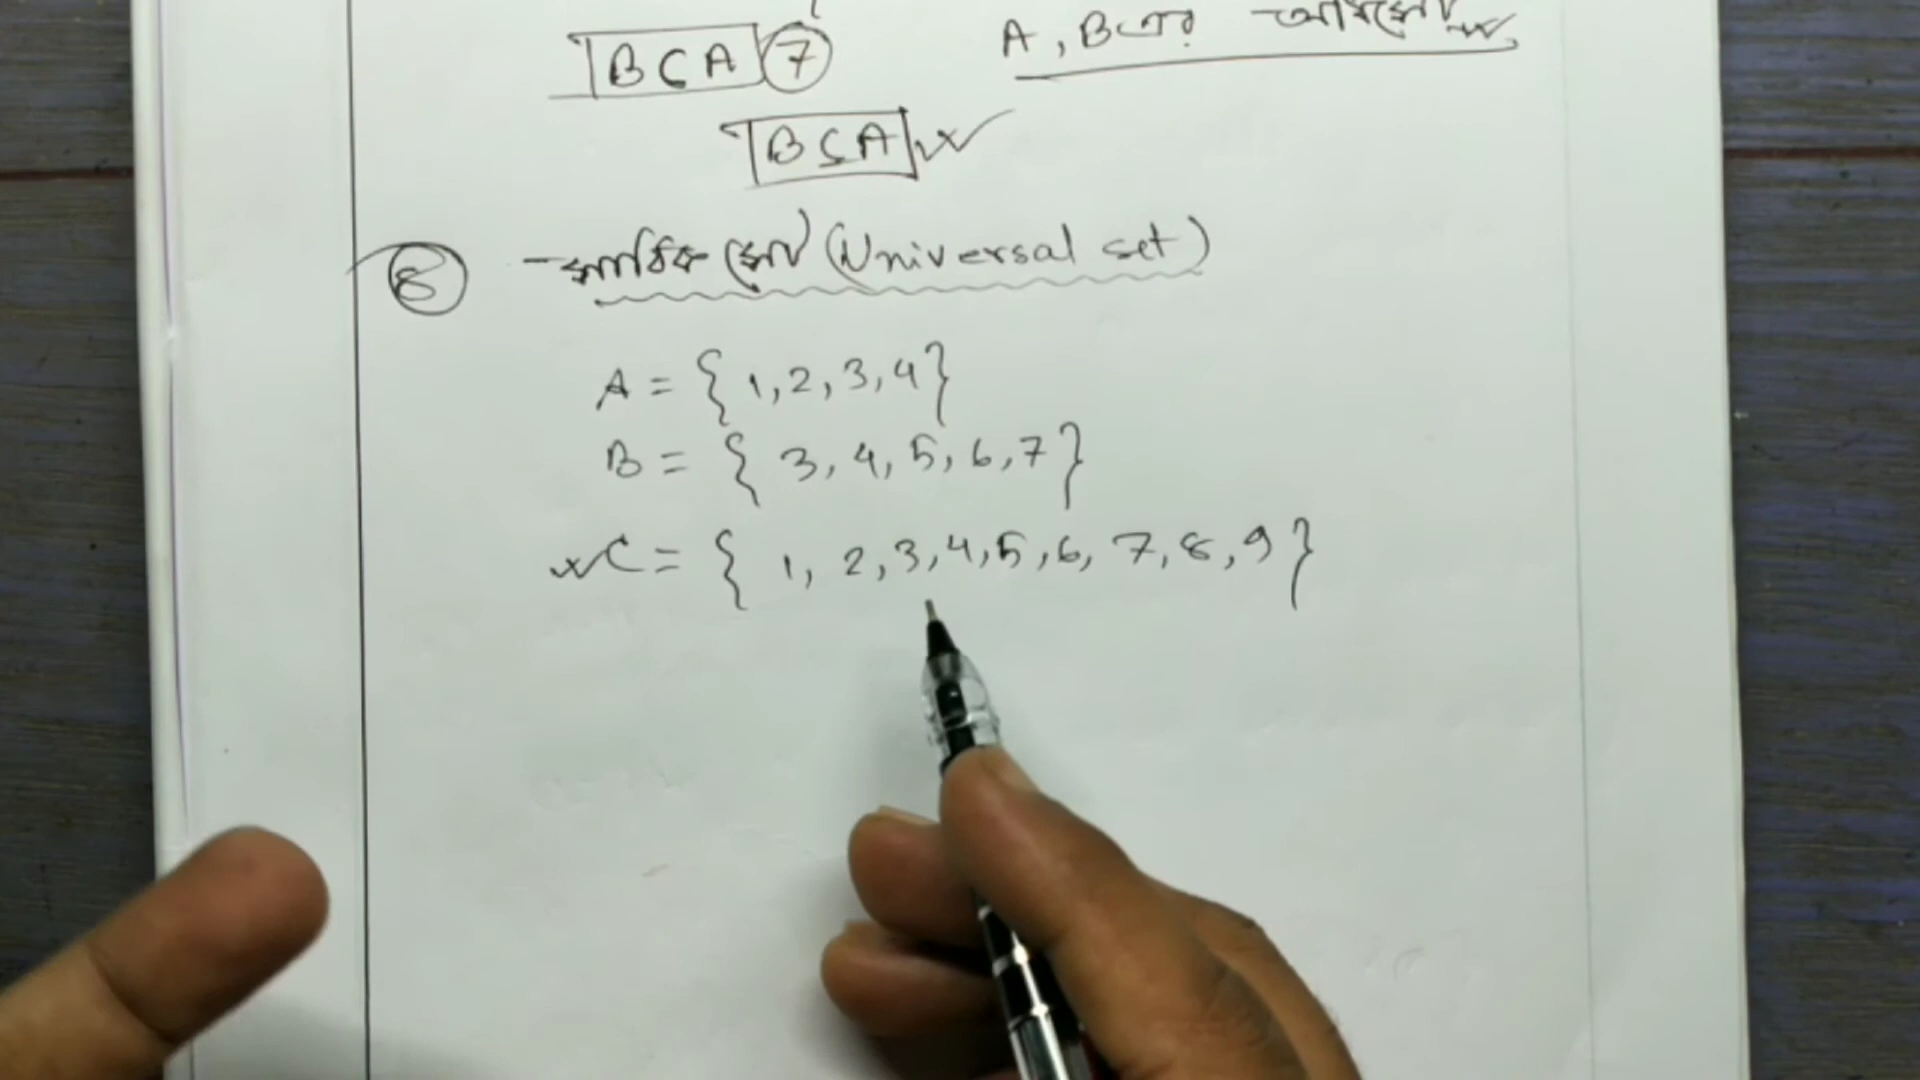 B ⊂ A 7
A, B এর
B ⊆ A
8 সার্বিক সেট (Universal set)
A = { 1, 2, 3, 4 }
B = { 3, 4, 5, 6, 7 }
C = { 1, 2, 3, 4, 5, 6, 7, 8, 9 }